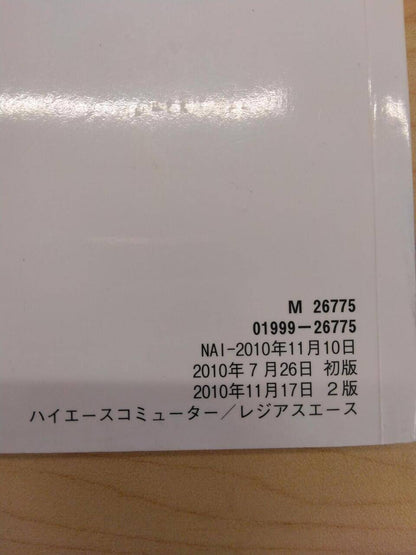 M 26775
01999-26775
NAI-2010年11月10日
2010年7月26日 初版
2010年11月17日 2版
ハイエースコミューター/レジアスエース